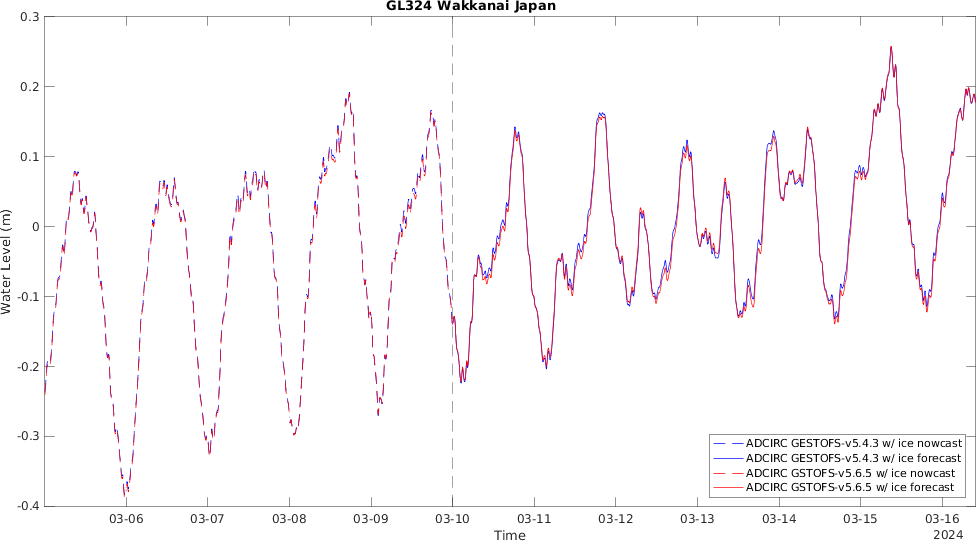 GL324 Wakkanai Japan
0.3
0.2
0.1
0
-0.1
-0.2
-0.3
-0.4
Water Level (m)
ADCIRC GESTOFS-v5.4.3 w/ ice nowcast
ADCIRC GESTOFS-v5.4.3 w/ ice forecast
ADCIRC GSTOFS-v5.6.5 w/ ice nowcast
ADCIRC GSTOFS-v5.6.5 w/ ice forecast
03-06 03-07 03-08 03-09 03-10 03-11 03-12 03-13 03-14 03-15 03-16
Time
2024